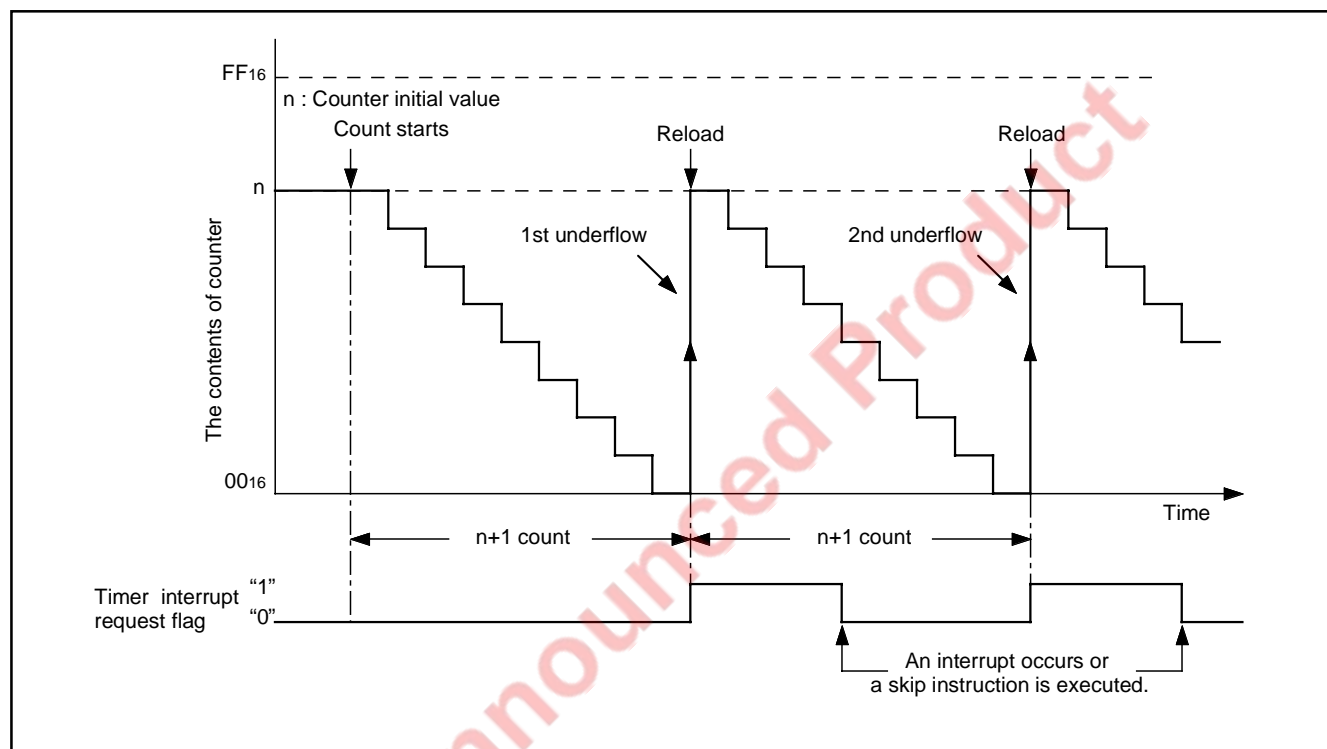 FF16
n : Counter initial value
Count starts
Reload
Reload
n
1st underflow
2nd underflow
The contents of counter
0016
Time
n+1 count
n+1 count
Timer interrupt
request flag
“1”
“0”
An interrupt occurs or
a skip instruction is executed.
Product